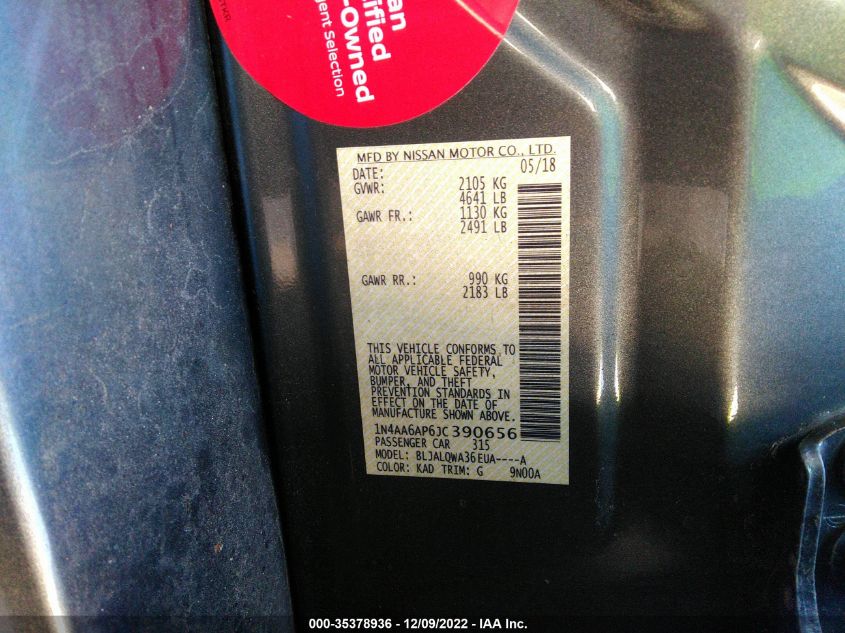 an
ified
-Owned
gent Selection
MFD BY NISSAN MOTOR CO., LTD.
DATE: 05/18
GVWR: 2105 KG
4641 LB
GAWR FR.: 1130 KG
2491 LB
GAWR RR.: 990 KG
2183 LB
THIS VEHICLE CONFORMS TO
ALL APPLICABLE FEDERAL
MOTOR VEHICLE SAFETY,
BUMPER, AND THEFT
PREVENTION STANDARDS IN
EFFECT ON THE DATE OF
MANUFACTURE SHOWN ABOVE.
1N4AA6AP6JC390656
PASSENGER CAR 315
MODEL: BLJALQWA36EUA----A
COLOR: KAD TRIM: G 9N00A
000-35378936 - 12/09/2022 - IAA Inc.